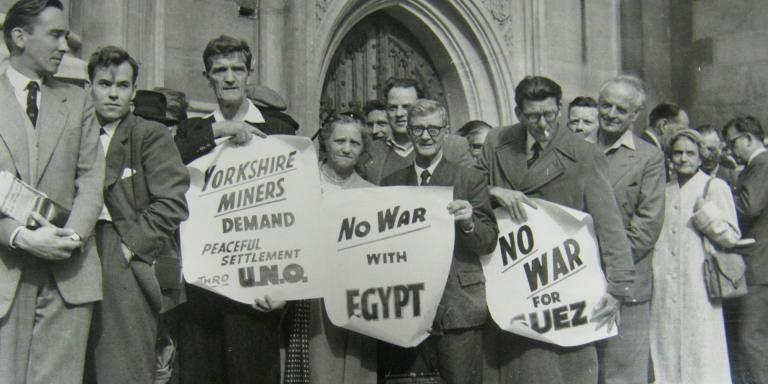 YORKSHIRE
MINERS
DEMAND
PEACEFUL
SETTLEMENT
THRO U.N.O.
NO WAR
WITH
EGYPT
NO
WAR
FOR
SUEZ